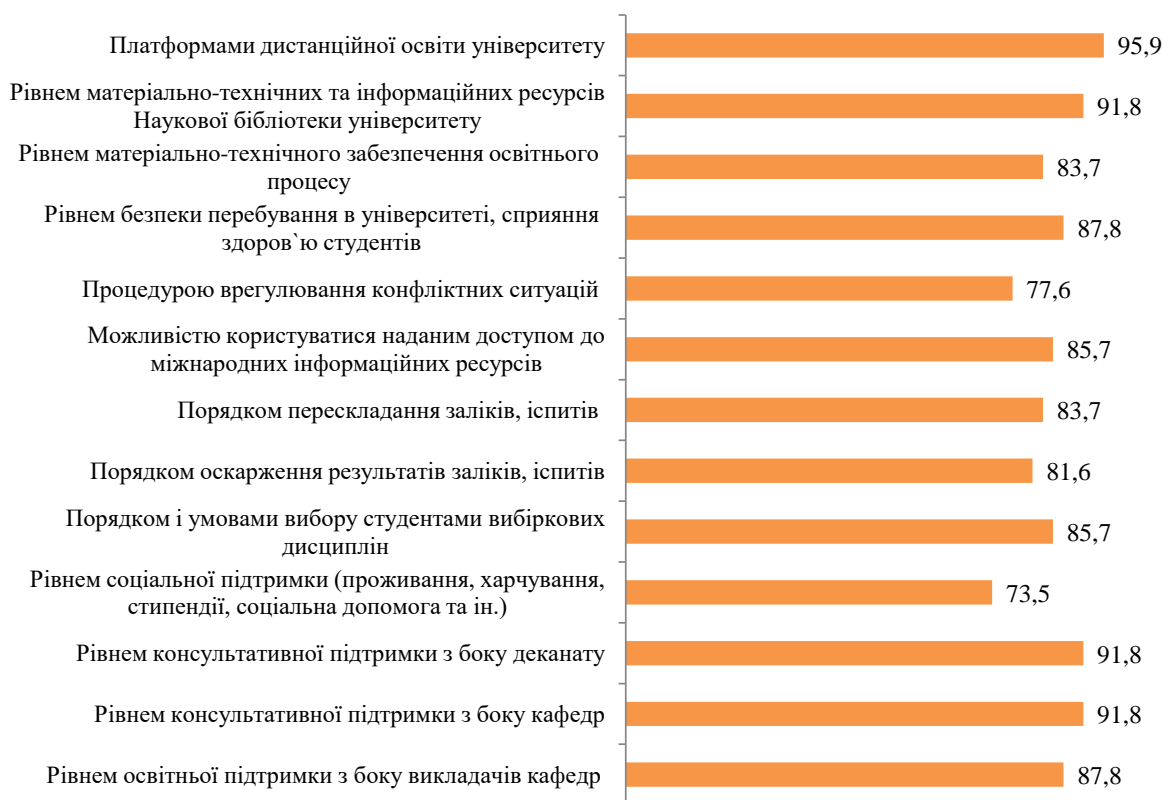 Платформами дистанційної освіти університету
95,9
Рівнем матеріально-технічних та інформаційних ресурсів
Наукової бібліотеки університету
91,8
Рівнем матеріально-технічного забезпечення освітнього
процесу
83,7
Рівнем безпеки перебування в університеті, сприяння
здоров`ю студентів
87,8
Процедурою врегулювання конфліктних ситуацій
77,6
Можливістю користуватися наданим доступом до
міжнародних інформаційних ресурсів
85,7
Порядком перескладання заліків, іспитів
83,7
Порядком оскарження результатів заліків, іспитів
81,6
Порядком і умовами вибору студентами вибіркових
дисциплін
85,7
Рівнем соціальної підтримки (проживання, харчування,
стипендії, соціальна допомога та ін.)
73,5
Рівнем консультативної підтримки з боку деканату
91,8
Рівнем консультативної підтримки з боку кафедр
91,8
Рівнем освітньої підтримки з боку викладачів кафедр
87,8